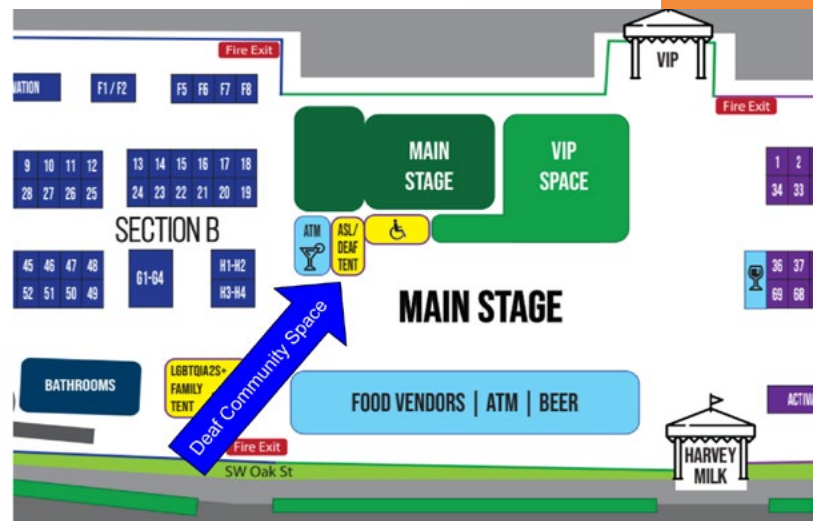 Fire Exit
VIP
VATION
F1/F2
F5 F6 F7 F8
Fire Exit
9 10 11 12
28 27 26 25
13 14 15 16 17 18
24 23 22 21 20 19
MAIN
STAGE
VIP
SPACE
1 2
34 33
SECTION B
ATM
ASL/
DEAF
TENT
45 46 47 48
52 51 50 49
G1-G4
H1-H2
H3-H4
36 37
69 68
MAIN STAGE
Deaf Community Space
BATHROOMS
LGBTQIA2S+
FAMILY
TENT
FOOD VENDORS | ATM | BEER
ACTIVA
Fire Exit
SW Oak St
HARVEY
MILK